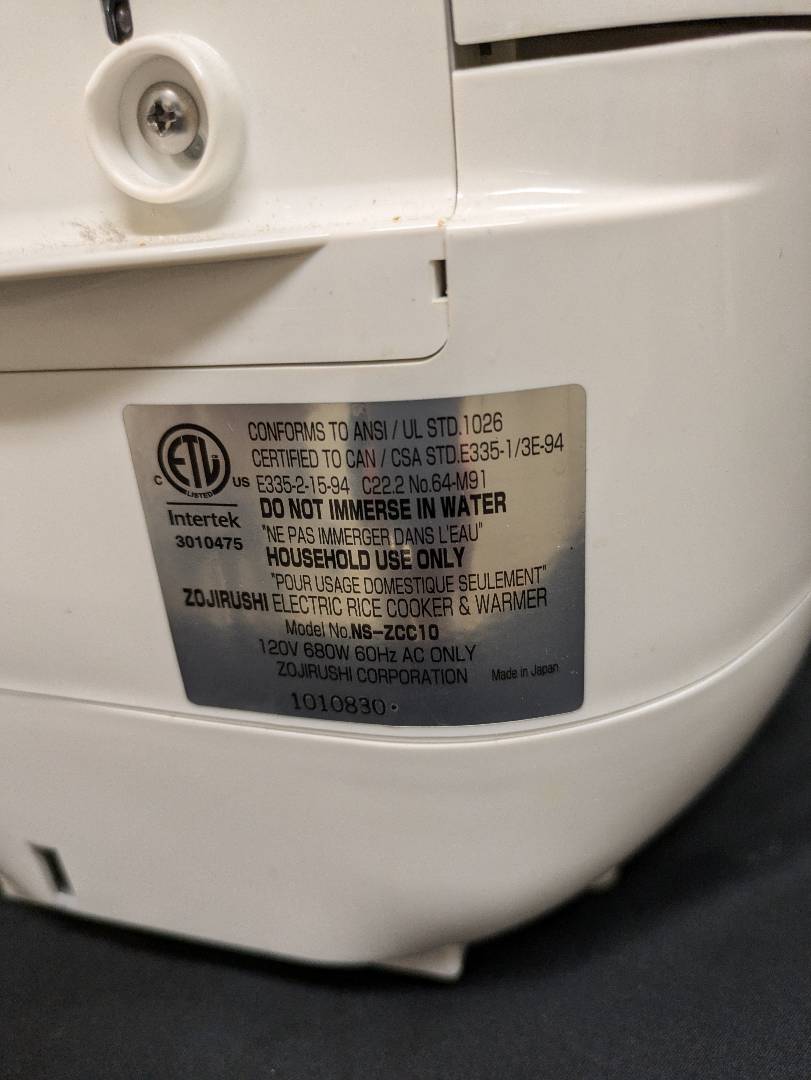 CONFORMS TO ANSI / UL STD.1026
CERTIFIED TO CAN / CSA STD.E335-1/3E-94
E335-2-15-94 C22.2 No.64-M91
C ETL US
LISTED
Intertek
3010475
DO NOT IMMERSE IN WATER
"NE PAS IMMERGER DANS L'EAU"
HOUSEHOLD USE ONLY
"POUR USAGE DOMESTIQUE SEULEMENT"
ZOJIRUSHI ELECTRIC RICE COOKER & WARMER
Model No.NS-ZCC10
120V 680W 60Hz AC ONLY
ZOJIRUSHI CORPORATION Made in Japan
1010830